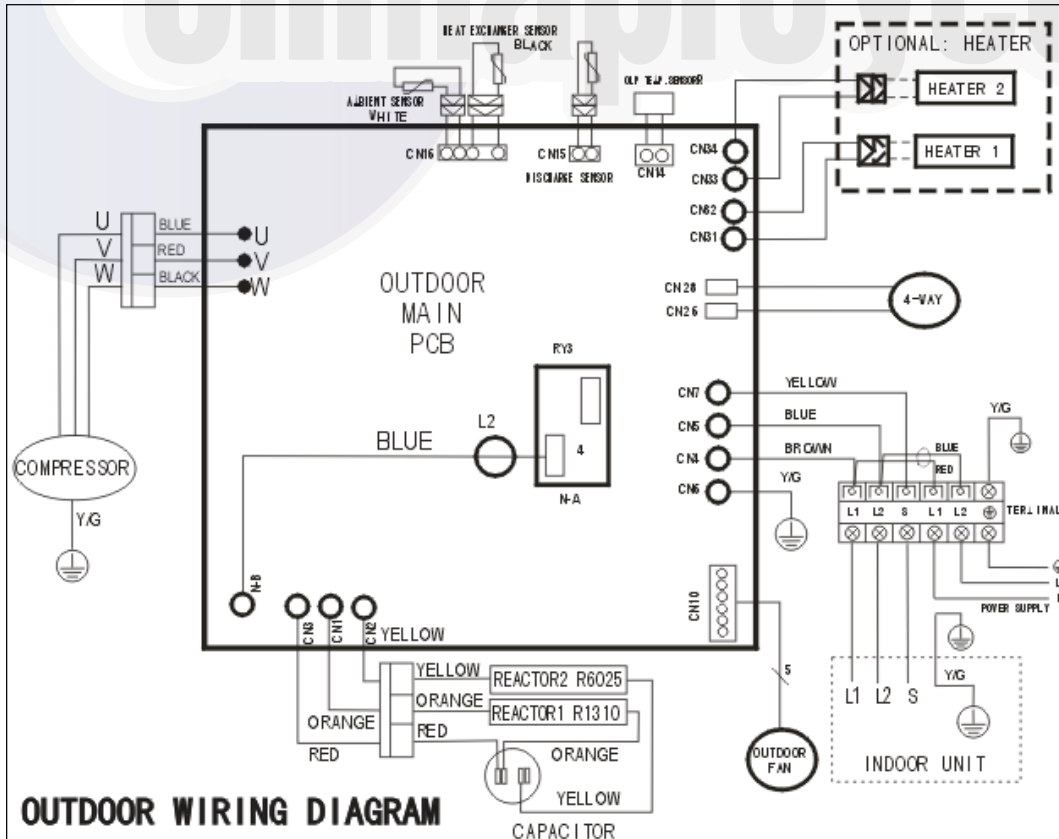 HEAT EXCHANGER SENSOR
BLACK
AMBIENT SENSOR
WHITE
OLP TEAP.SENSORR
OPTIONAL: HEATER
HEATER 2
HEATER 1
CN16
CN15
DISCHARGE SENSOR
CN14
CN34
CN33
CN62
CN31
U
V
W
BLUE
RED
BLACK
U
V
W
OUTDOOR
MAIN
PCB
CN28
CN26
4-WAY
RY3
4
N-A
L2
BLUE
CN7
CN5
CN4
CN6
YELLOW
BLUE
BROWN
Y/G
Y/G
BLUE
RED
L1 L2 S L1 L2
TERLINAL
COMPRESSOR
Y/G
N-B
CN3
CN1
CN2
YELLOW
CN10
5
POWER SUPPLY
YELLOW
REACTOR2 R6025
ORANGE
REACTOR1 R1310
RED
ORANGE
RED
ORANGE
YELLOW
CAPACITOR
OUTDOOR
FAN
L1 L2 S
Y/G
INDOOR UNIT
OUTDOOR WIRING DIAGRAM